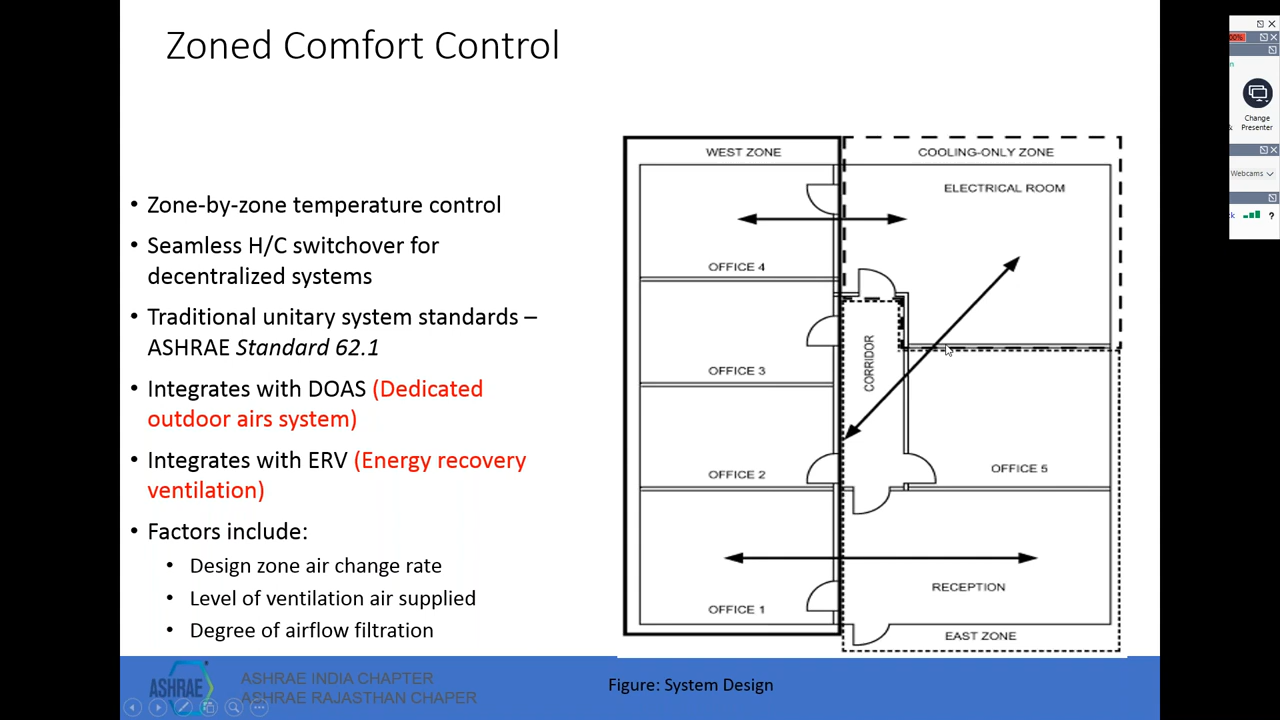 Zoned Comfort Control
• Zone-by-zone temperature control
• Seamless H/C switchover for
decentralized systems
• Traditional unitary system standards –
ASHRAE Standard 62.1
• Integrates with DOAS (Dedicated
outdoor airs system)
• Integrates with ERV (Energy recovery
ventilation)
• Factors include:
• Design zone air change rate
• Level of ventilation air supplied
• Degree of airflow filtration
WEST ZONE
COOLING-ONLY ZONE
ELECTRICAL ROOM
OFFICE 4
OFFICE 3
CORRIDOR
OFFICE 2
OFFICE 5
OFFICE 1
RECEPTION
EAST ZONE
Figure: System Design
ASHRAE
ASHRAE INDIA CHAPTER
ASHRAE RAJASTHAN CHAPER
Change
Presenter
Webcams
?